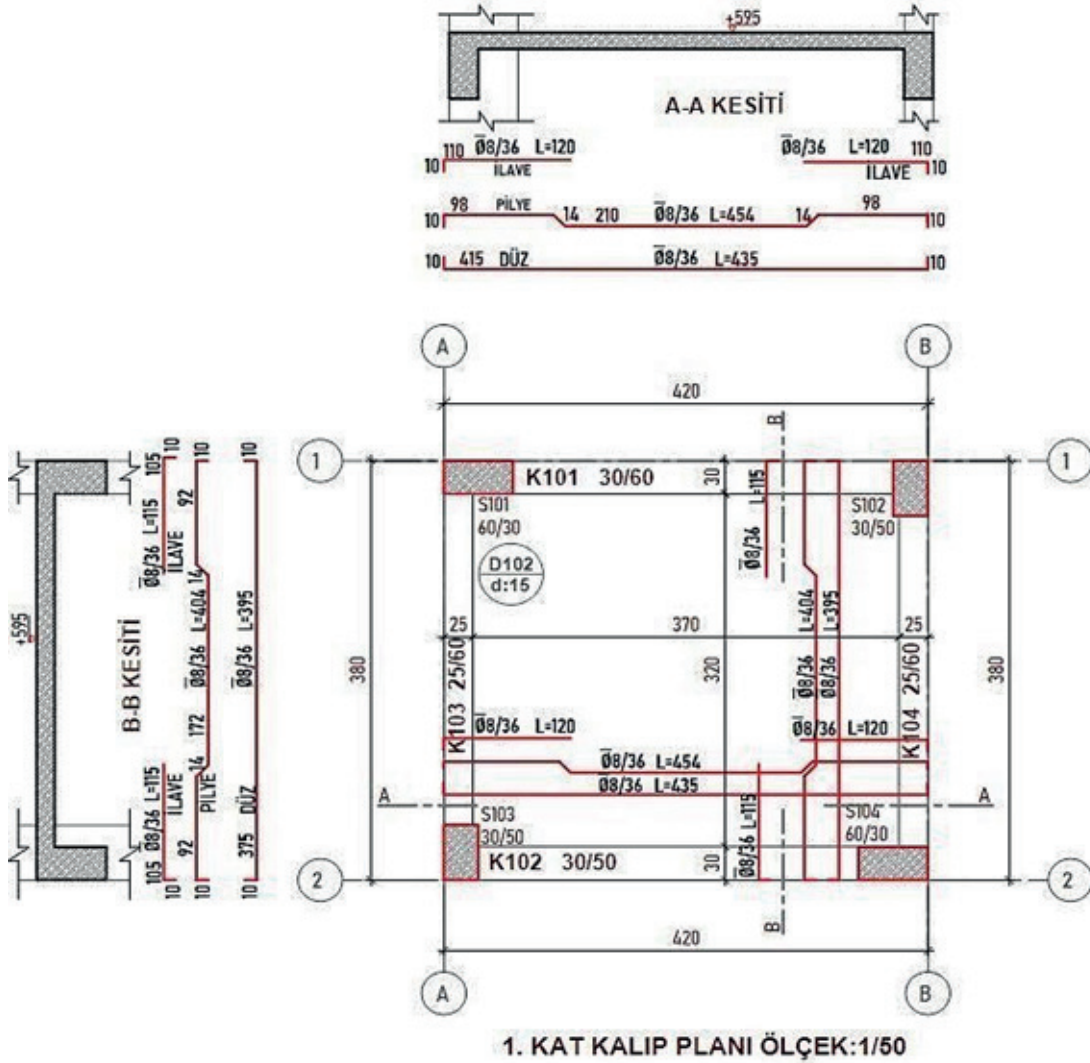 +595
A-A KESİTİ
110 Ø8/36 L=120
10 İLAVE
Ø8/36 L=120 110
İLAVE 10
98 PİLYE 14 210 Ø8/36 L=454 14 98
10 10
10 415 DÜZ Ø8/36 L=435 10
A B
420
B
1 1
K101 30/60
30
S101
60/30
S102
30/50
D102
d:15
Ø8/36 L=115
25 370 25
380
320
380
K103 25/60
K104 25/60
L=404
L=395
Ø8/36
Ø8/36
Ø8/36 L=120
Ø8/36 L=120
Ø8/36 L=454
Ø8/36 L=435
A A
S103
30/50
S104
60/30
K102 30/50
30
Ø8/36 L=115
2 2
B
420
A B
+595
B-B KESİTİ
105 10
Ø8/36 L=115
İLAVE
92 10
14
Ø8/36 L=404
172
14
PİLYE
92 10
10
Ø8/36 L=395
375 DÜZ
10
Ø8/36 L=115
İLAVE
105 10
1. KAT KALIP PLANI ÖLÇEK:1/50